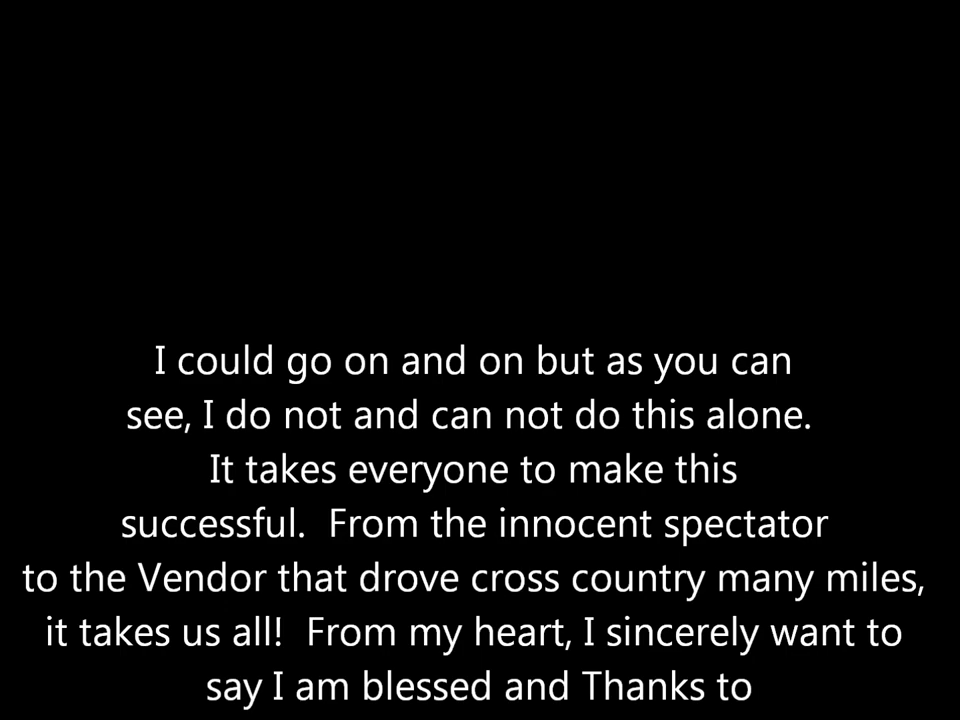 I could go on and on but as you can
see, I do not and can not do this alone.
It takes everyone to make this
successful.  From the innocent spectator
to the Vendor that drove cross country many miles,
it takes us all!  From my heart, I sincerely want to
say I am blessed and Thanks to